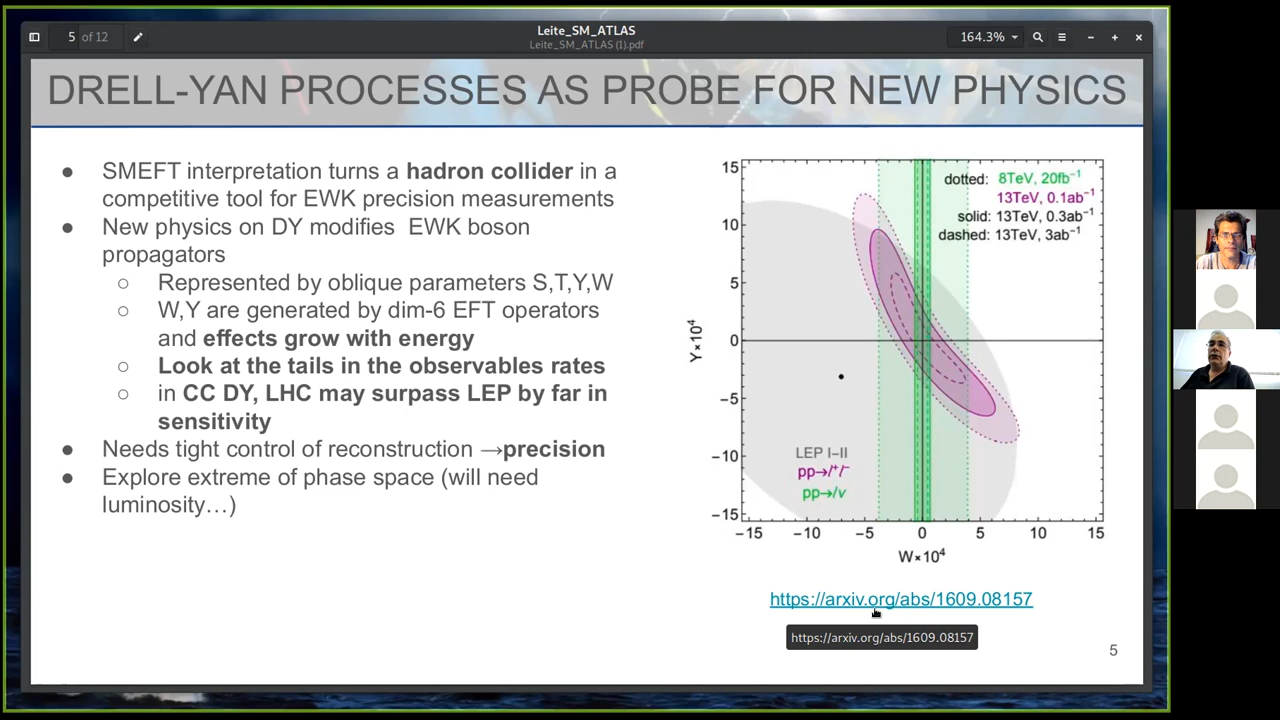 5 of 12
Leite_SM_ATLAS
Leite_SM_ATLAS (1).pdf
164.3%
DRELL-YAN PROCESSES AS PROBE FOR NEW PHYSICS
● SMEFT interpretation turns a hadron collider in a
competitive tool for EWK precision measurements
● New physics on DY modifies EWK boson
propagators
○ Represented by oblique parameters S,T,Y,W
○ W,Y are generated by dim-6 EFT operators
and effects grow with energy
○ Look at the tails in the observables rates
○ in CC DY, LHC may surpass LEP by far in
sensitivity
● Needs tight control of reconstruction →precision
● Explore extreme of phase space (will need
luminosity…)
dotted: 8TeV, 20fb⁻¹
13TeV, 0.1ab⁻¹
solid: 13TeV, 0.3ab⁻¹
dashed: 13TeV, 3ab⁻¹
15
10
5
0
−5
−10
−15
Y×10⁴
LEP I-II
pp→l⁺l⁻
pp→lν
−15 −10 −5 0 5 10 15
W×10⁴
https://arxiv.org/abs/1609.08157
https://arxiv.org/abs/1609.08157
5